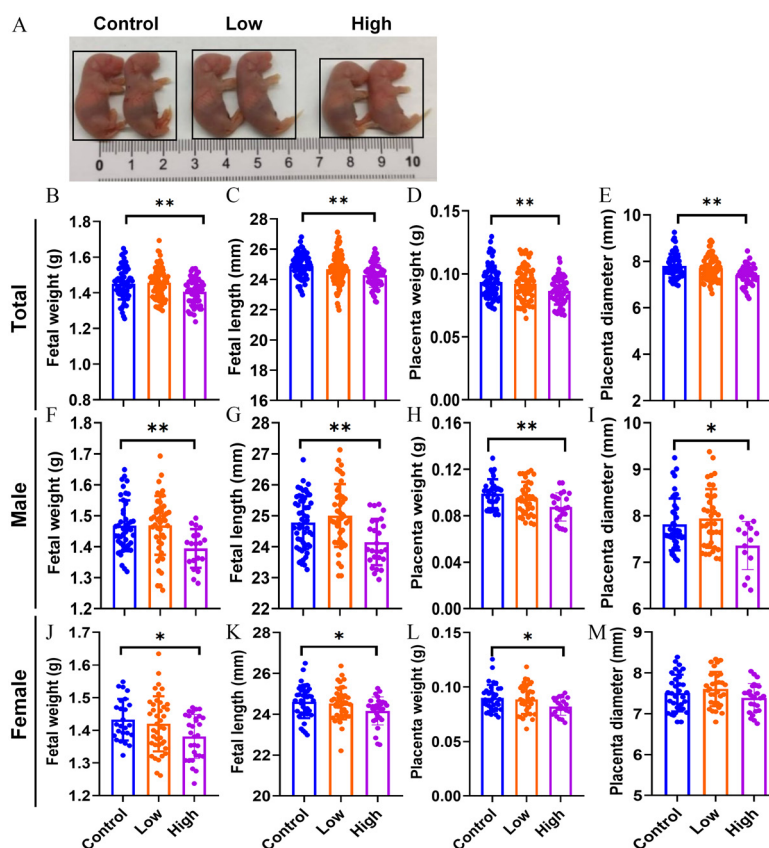 A
Control Low High
0 1 2 3 4 5 6 7 8 9 10
Total
B
**
Fetal weight (g)
1.8
1.6
1.4
1.2
1.0
0.8
C
**
Fetal length (mm)
28
26
24
22
20
18
16
D
**
Placenta weight (g)
0.15
0.10
0.05
0.00
E
**
Placenta diameter (mm)
10
8
6
4
2
Male
F
**
Fetal weight (g)
1.8
1.7
1.6
1.5
1.4
1.3
1.2
G
**
Fetal length (mm)
28
27
26
25
24
23
22
H
**
Placenta weight (g)
0.16
0.12
0.08
0.04
0.00
I
*
Placenta diameter (mm)
10
9
8
7
6
Female
J
*
Fetal weight (g)
1.7
1.6
1.5
1.4
1.3
1.2
Control
Low
High
K
*
Fetal length (mm)
28
26
24
22
20
Control
Low
High
L
*
Placenta weight (g)
0.15
0.10
0.05
0.00
Control
Low
High
M
Placenta diameter (mm)
10
9
8
7
6
5
Control
Low
High